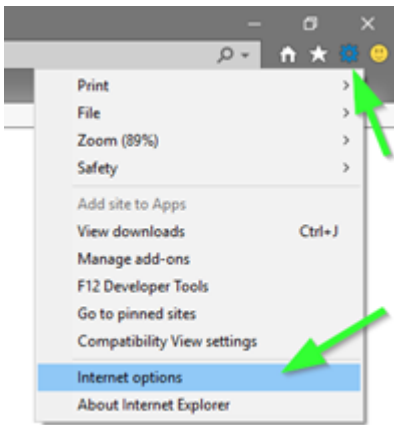 Print
File
Zoom (89%)
Safety
Add site to Apps
View downloads Ctrl+J
Manage add-ons
F12 Developer Tools
Go to pinned sites
Compatibility View settings
Internet options
About Internet Explorer